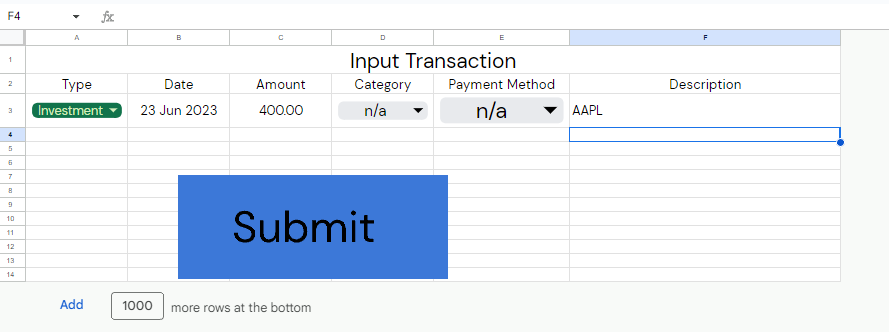 F4 fx
A B C D E F
1 Input Transaction
2 Type Date Amount Category Payment Method Description
3 Investment 23 Jun 2023 400.00 n/a n/a AAPL
4
5
6
7
8
9
10
11
12
13
14
Submit
Add 1000 more rows at the bottom